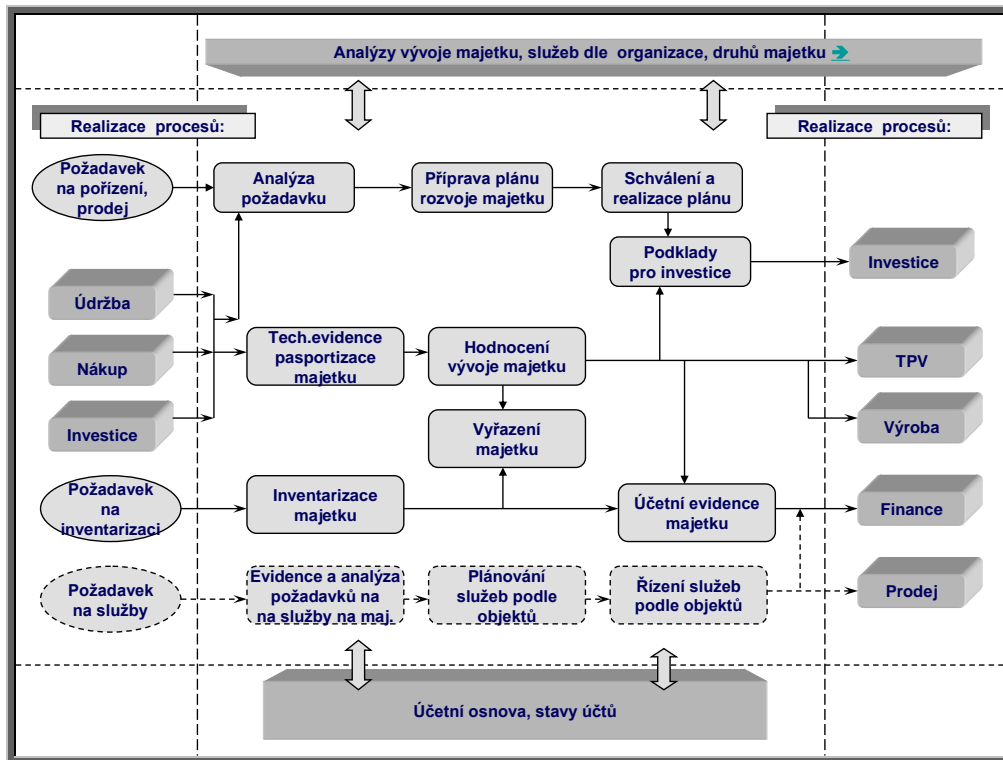 Analýzy vývoje majetku, služeb dle organizace, druhů majetku →
Realizace procesů:
Realizace procesů:
Požadavek
na pořízení,
prodej
Analýza
požadavku
Příprava plánu
rozvoje majetku
Schválení a
realizace plánu
Podklady
pro investice
Investice
Údržba
Nákup
Investice
Tech.evidence
pasportizace
majetku
Hodnocení
vývoje majetku
TPV
Vyřazení
majetku
Výroba
Požadavek
na
inventarizaci
Inventarizace
majetku
Účetní evidence
majetku
Finance
Požadavek
na služby
Evidence a analýza
požadavků na
na služby na maj.
Plánování
služeb podle
objektů
Řízení služeb
podle objektů
Prodej
Účetní osnova, stavy účtů